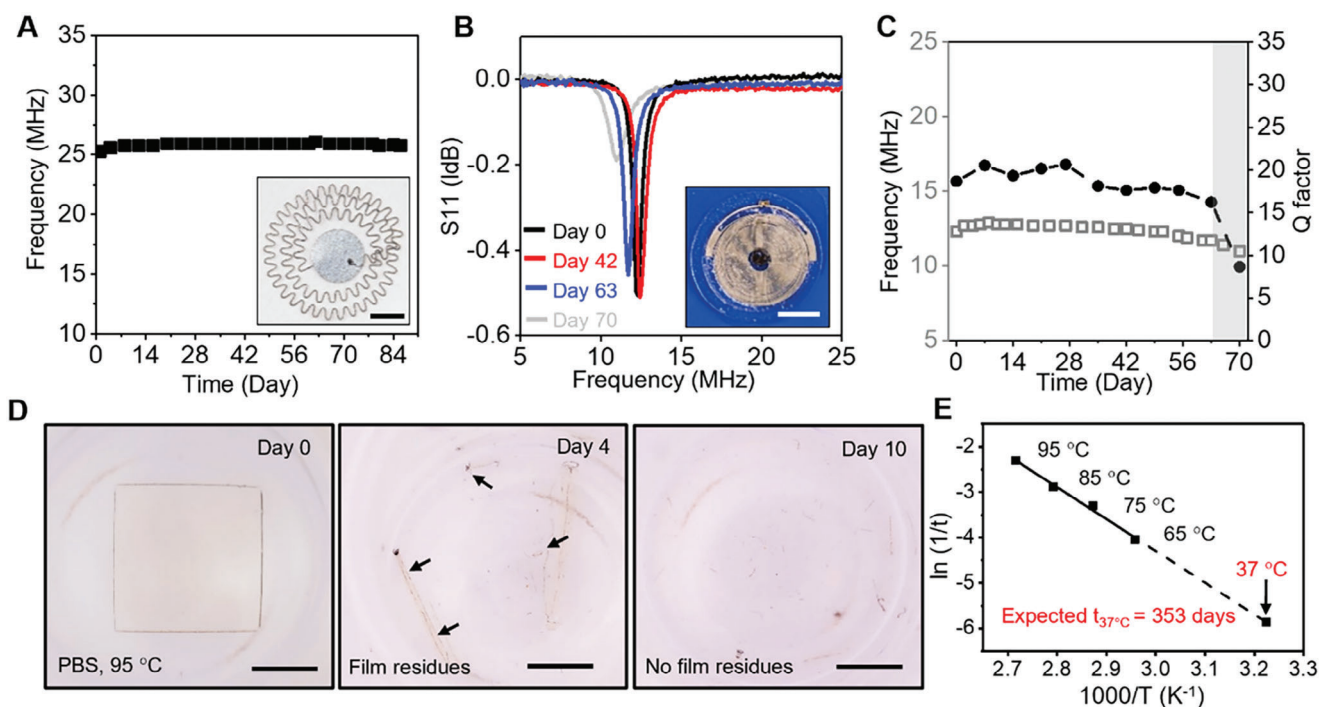 A
Frequency (MHz)
35
30
25
20
15
10
0 14 28 42 56 70 84
Time (Day)
B
S11 (IdB)
0.0
-0.2
-0.4
-0.6
Day 0
Day 42
Day 63
Day 70
5 10 15 20 25
Frequency (MHz)
C
Frequency (MHz)
25
20
15
10
5
35
30
25
20
15
10
5
0
Q factor
0 14 28 42 56 70
Time (Day)
D
Day 0
PBS, 95 °C
Day 4
Film residues
Day 10
No film residues
E
ln (1/t)
-2
-3
-4
-5
-6
95 °C
85 °C
75 °C
65 °C
37 °C
Expected t37°C = 353 days
2.7 2.8 2.9 3.0 3.1 3.2 3.3
1000/T (K-1)